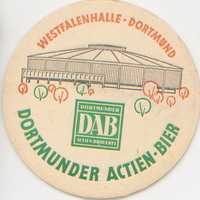 WESTFALENHALLE · DORTMUND
DORTMUNDER
DAB
ACTIEN BRAUEREI
DORTMUNDER ACTIEN-BIER